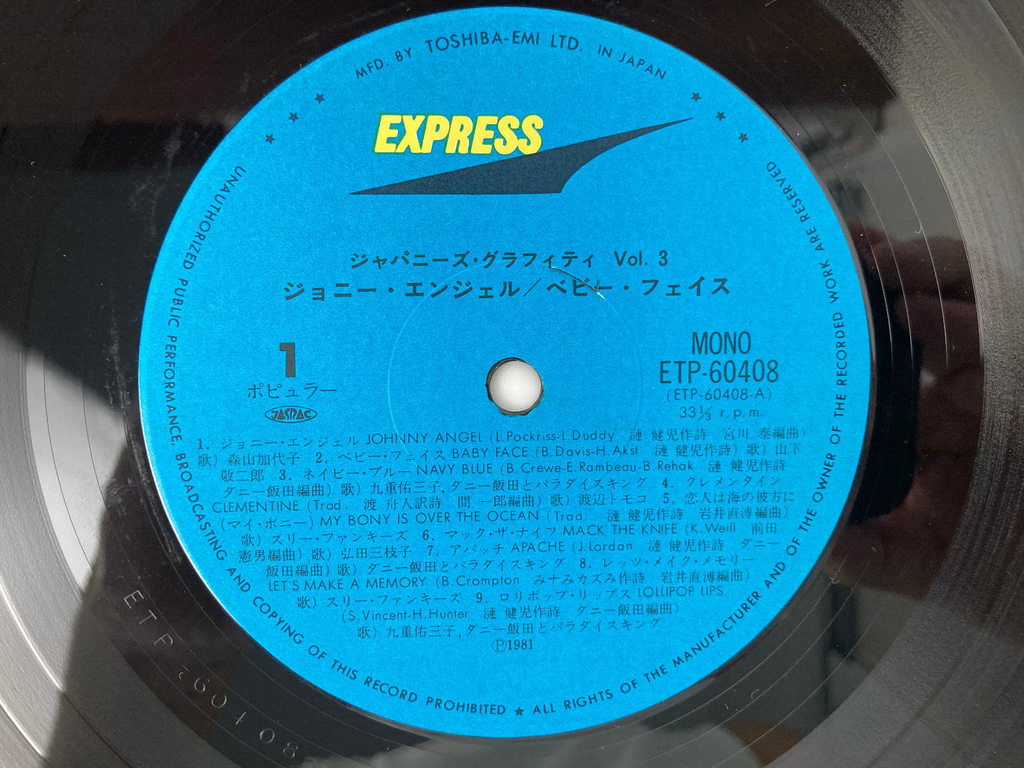 MFD. BY TOSHIBA-EMI LTD. IN JAPAN
EXPRESS
ジャパニーズ・グラフィティ Vol. 3
ジョニー・エンジェル／ベビー・フェイス
1
ポピュラー
JASRAC
MONO
ETP-60408
(ETP-60408-A)
33⅓ r.p.m.
1. ジョニー・エンジェル JOHNNY ANGEL (L.Pockriss-L.Duddy 漣 健児作詩 宮川 泰編曲)
歌) 森山加代子 2. ベビー・フェイス BABY FACE (B.Davis-H.Akst 漣 健児作詩) 歌) 山下
敬二郎 3. ネイビー・ブルー NAVY BLUE (B.Crewe-E.Rambeau-B.Rehak 漣 健児作詩
ダニー飯田編曲) 歌) 九重佑三子, ダニー飯田とパラダイスキング 4. クレメンタイン
CLEMENTINE (Trad. 渡 舟人訳詩 間 一郎編曲) 歌) 渡辺トモコ 5. 恋人は海の彼方に
(マイ・ボニー) MY BONY IS OVER THE OCEAN (Trad. 漣 健児作詩 岩井直溥編曲)
歌) スリー・ファンキーズ 6. マック・ザ・ナイフ MACK THE KNIFE (K.Weill 前田
憲男編曲) 歌) 弘田三枝子 7. アパッチ APACHE (J.Lordan 漣 健児作詩 ダニー
飯田編曲) 歌) ダニー飯田とパラダイスキング 8. レッツ・メイク・メモリー
LET'S MAKE A MEMORY (B.Crompton みナみカズみ作詩 岩井直溥編曲)
歌) スリー・ファンキーズ 9. ロリポップ・リップス LOLLIPOP LIPS
(S.Vincent-H.Hunter 漣 健児作詩 ダニー飯田編曲)
歌) 九重佑三子, ダニー飯田とパラダイスキング
Ⓟ1981
UNAUTHORIZED PUBLIC PERFORMANCE, BROADCASTING AND COPYING OF THIS RECORD PROHIBITED ★ ALL RIGHTS OF THE MANUFACTURER AND OF THE OWNER OF THE RECORDED WORK ARE RESERVED
ETP 260408